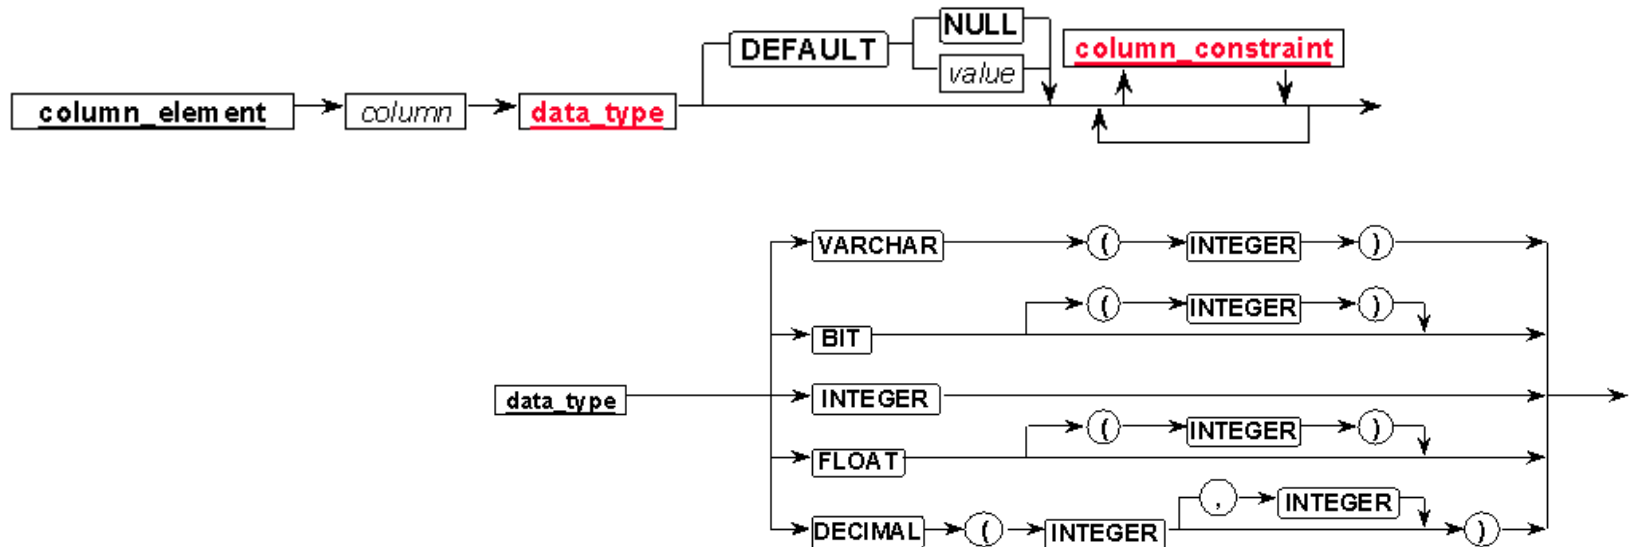 NULL
DEFAULT
column_constraint
value
column_element column data_type
VARCHAR ( INTEGER )
( INTEGER )
BIT
data_type
INTEGER
( INTEGER )
FLOAT
, INTEGER
DECIMAL ( INTEGER )